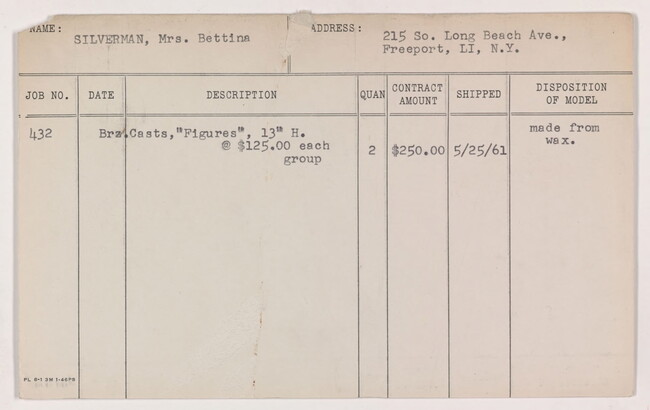 NAME: ADDRESS:
SILVERMAN, Mrs. Bettina 215 So. Long Beach Ave.,
Freeport, LI, N.Y.
JOB NO. DATE DESCRIPTION QUAN CONTRACT AMOUNT SHIPPED DISPOSITION OF MODEL
432 Brz.Casts,"Figures", 13" H. made from
@ $125.00 each wax.
group 2 $250.00 5/25/61